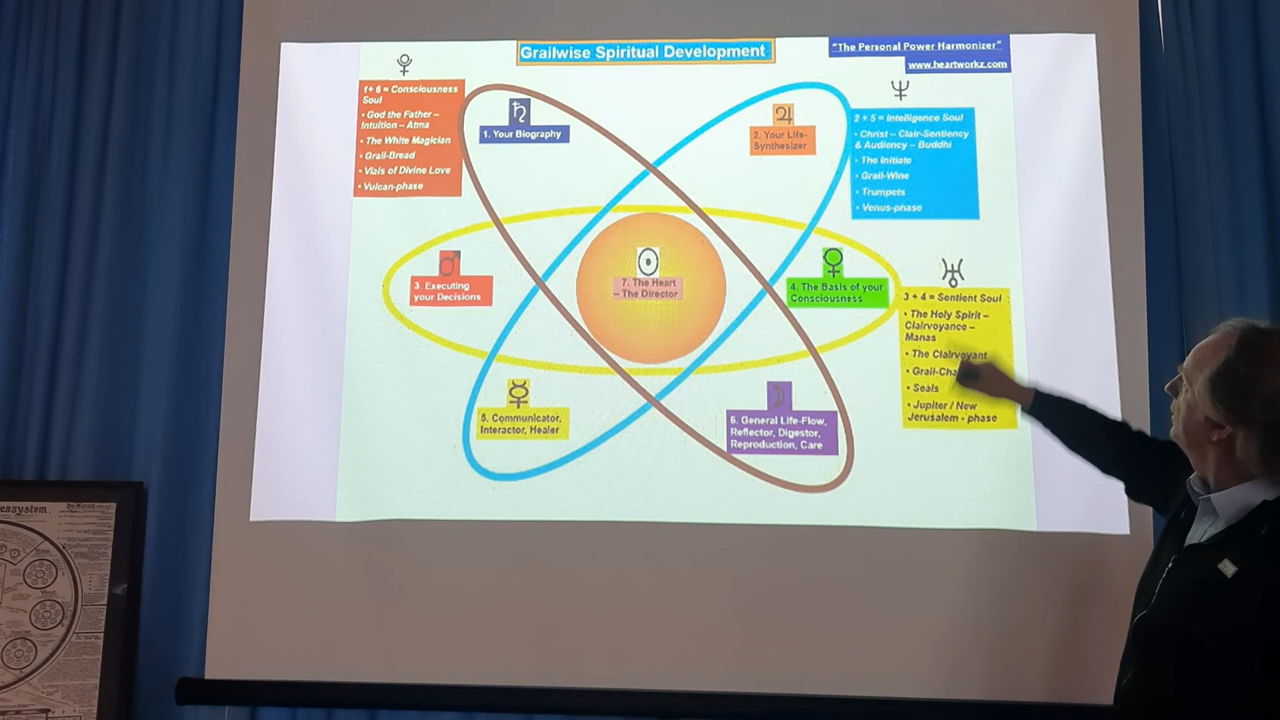 Grailwise Spiritual Development
"The Personal Power Harmonizer"
www.heartworkz.com
1+ 6 = Consciousness
Soul
• God the Father –
Intuition – Atma
• The White Magician
• Grail-Bread
• Vials of Divine Love
• Vulcan-phase
1. Your Biography
2. Your Life-
Synthesizer
2 + 5 = Intelligence Soul
• Christ – Clair-Sentiency
& Audiency – Buddhi
• The Initiate
• Grail-Wine
• Trumpets
• Venus-phase
3. Executing
your Decisions
7. The Heart
– The Director
4. The Basis of your
Consciousness
3 + 4 = Sentient Soul
• The Holy Spirit –
Clairvoyance –
Manas
• The Clairvoyant
• Seals
• Jupiter / New
Jerusalem - phase
5. Communicator,
Interactor, Healer
6. General Life-Flow,
Reflector, Digestor,
Reproduction, Care